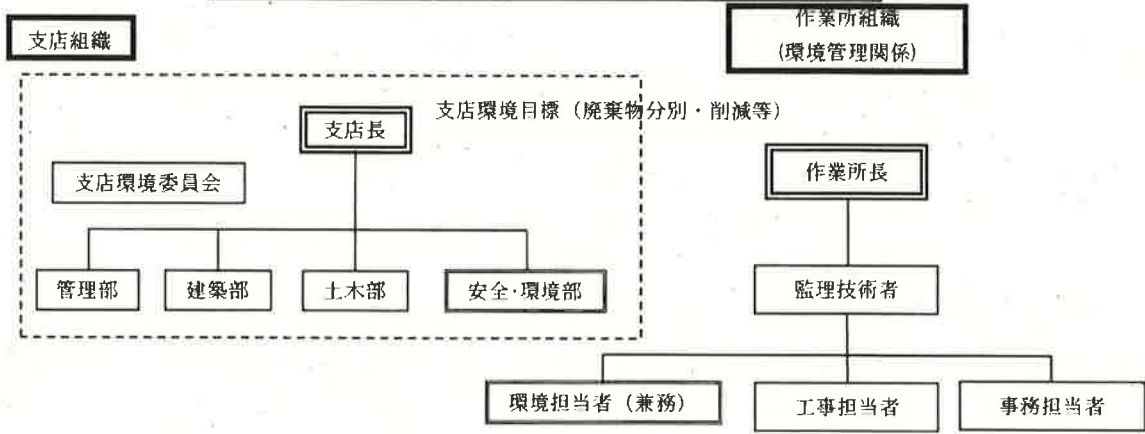 支店組織
作業所組織
(環境管理関係)
支店環境目標（廃棄物分別・削減等）
支店長
支店環境委員会
作業所長
管理部
建築部
土木部
安全・環境部
監理技術者
環境担当者（兼務）
工事担当者
事務担当者